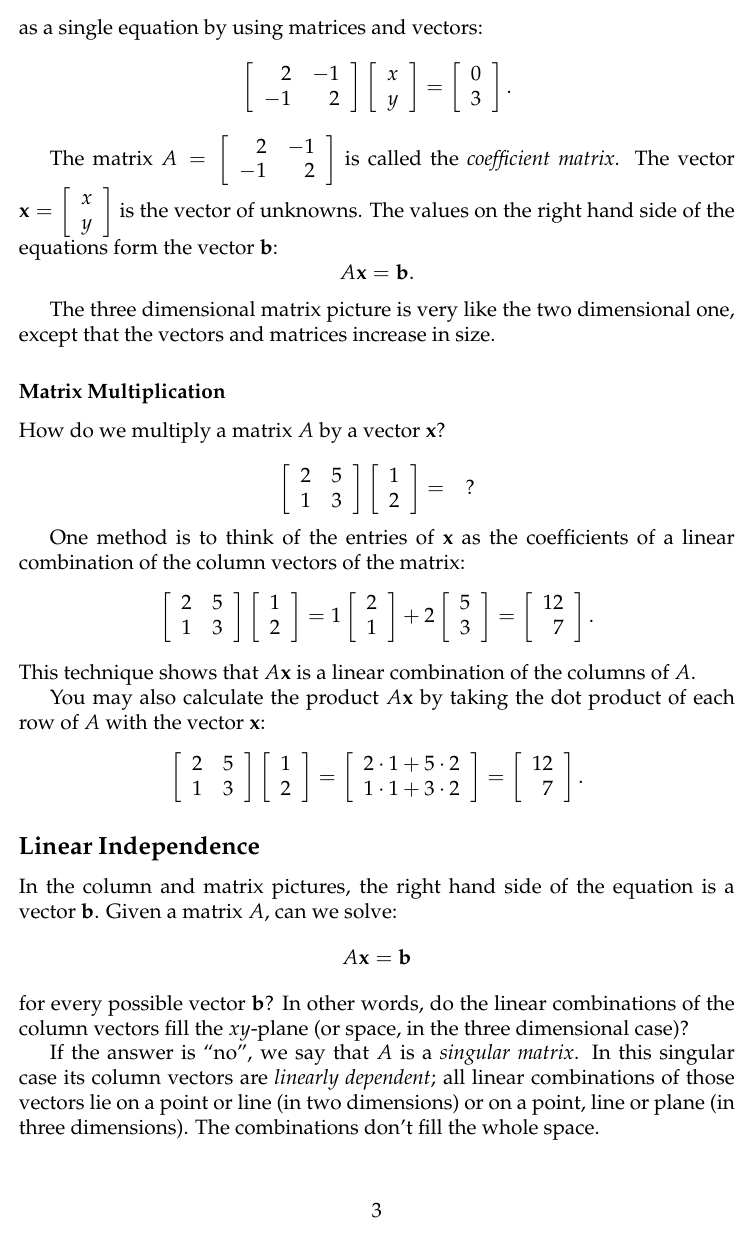 as a single equation by using matrices and vectors:
[ 2 −1 ] [ x ] = [ 0 ] .
[ −1 2 ] [ y ]   [ 3 ]
The matrix A = [ 2 −1 ; −1 2 ] is called the coefficient matrix. The vector
x = [ x ; y ] is the vector of unknowns. The values on the right hand side of the
equations form the vector b:
Ax = b.
The three dimensional matrix picture is very like the two dimensional one,
except that the vectors and matrices increase in size.
Matrix Multiplication
How do we multiply a matrix A by a vector x?
[ 2 5 ] [ 1 ] = ?
[ 1 3 ] [ 2 ]
One method is to think of the entries of x as the coefficients of a linear
combination of the column vectors of the matrix:
[ 2 5 ] [ 1 ] = 1 [ 2 ] + 2 [ 5 ] = [ 12 ] .
[ 1 3 ] [ 2 ]     [ 1 ]     [ 3 ]   [ 7 ]
This technique shows that Ax is a linear combination of the columns of A.
You may also calculate the product Ax by taking the dot product of each
row of A with the vector x:
[ 2 5 ] [ 1 ] = [ 2 · 1 + 5 · 2 ] = [ 12 ] .
[ 1 3 ] [ 2 ]   [ 1 · 1 + 3 · 2 ]   [ 7 ]
Linear Independence
In the column and matrix pictures, the right hand side of the equation is a
vector b. Given a matrix A, can we solve:
Ax = b
for every possible vector b? In other words, do the linear combinations of the
column vectors fill the xy-plane (or space, in the three dimensional case)?
If the answer is “no”, we say that A is a singular matrix. In this singular
case its column vectors are linearly dependent; all linear combinations of those
vectors lie on a point or line (in two dimensions) or on a point, line or plane (in
three dimensions). The combinations don’t fill the whole space.
3